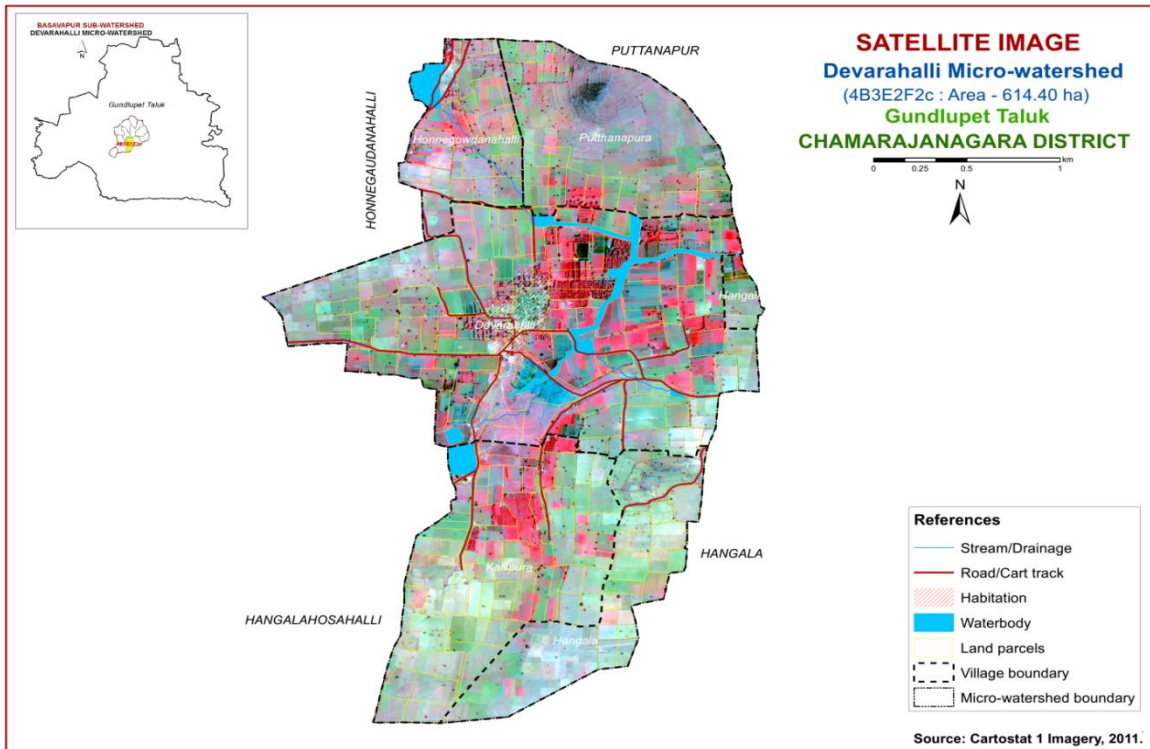 BASAVAPUR SUB-WATERSHED
DEVARAHALLI MICRO-WATERSHED
N
Gundlupet Taluk
SATELLITE IMAGE
Devarahalli Micro-watershed
(4B3E2F2c : Area - 614.40 ha)
Gundlupet Taluk
CHAMARAJANAGARA DISTRICT
0 0.25 0.5 1 km
N
PUTTANAPUR
HONNEGAUDANAHALLI
Honnegowdanahalli
Putthanapura
Hangala
Devarahalli
HANGALA
Kalipura
HANGALAHOSAHALLI
Hangala
References
Stream/Drainage
Road/Cart track
Habitation
Waterbody
Land parcels
Village boundary
Micro-watershed boundary
Source: Cartostat 1 Imagery, 2011.